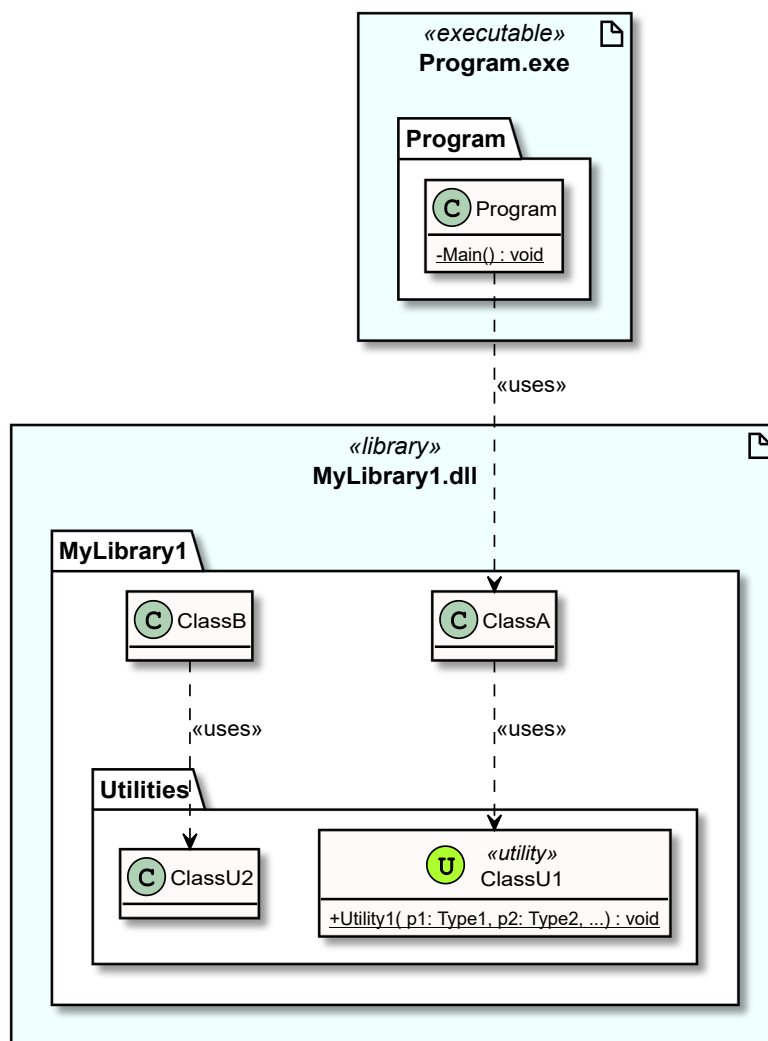 «executable»
Program.exe
Program
C Program
-Main() : void
«uses»
«library»
MyLibrary1.dll
MyLibrary1
C ClassB
C ClassA
«uses»
«uses»
Utilities
C ClassU2
U «utility»
ClassU1
+Utility1( p1: Type1, p2: Type2, ...) : void